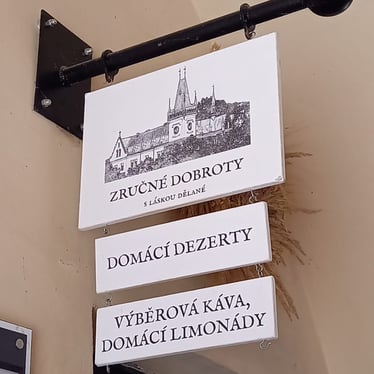 ZRUČNÉ DOBROTY
S LÁSKOU DĚLANÉ
DOMÁCÍ DEZERTY
VÝBĚROVÁ KÁVA,
DOMÁCÍ LIMONÁDY